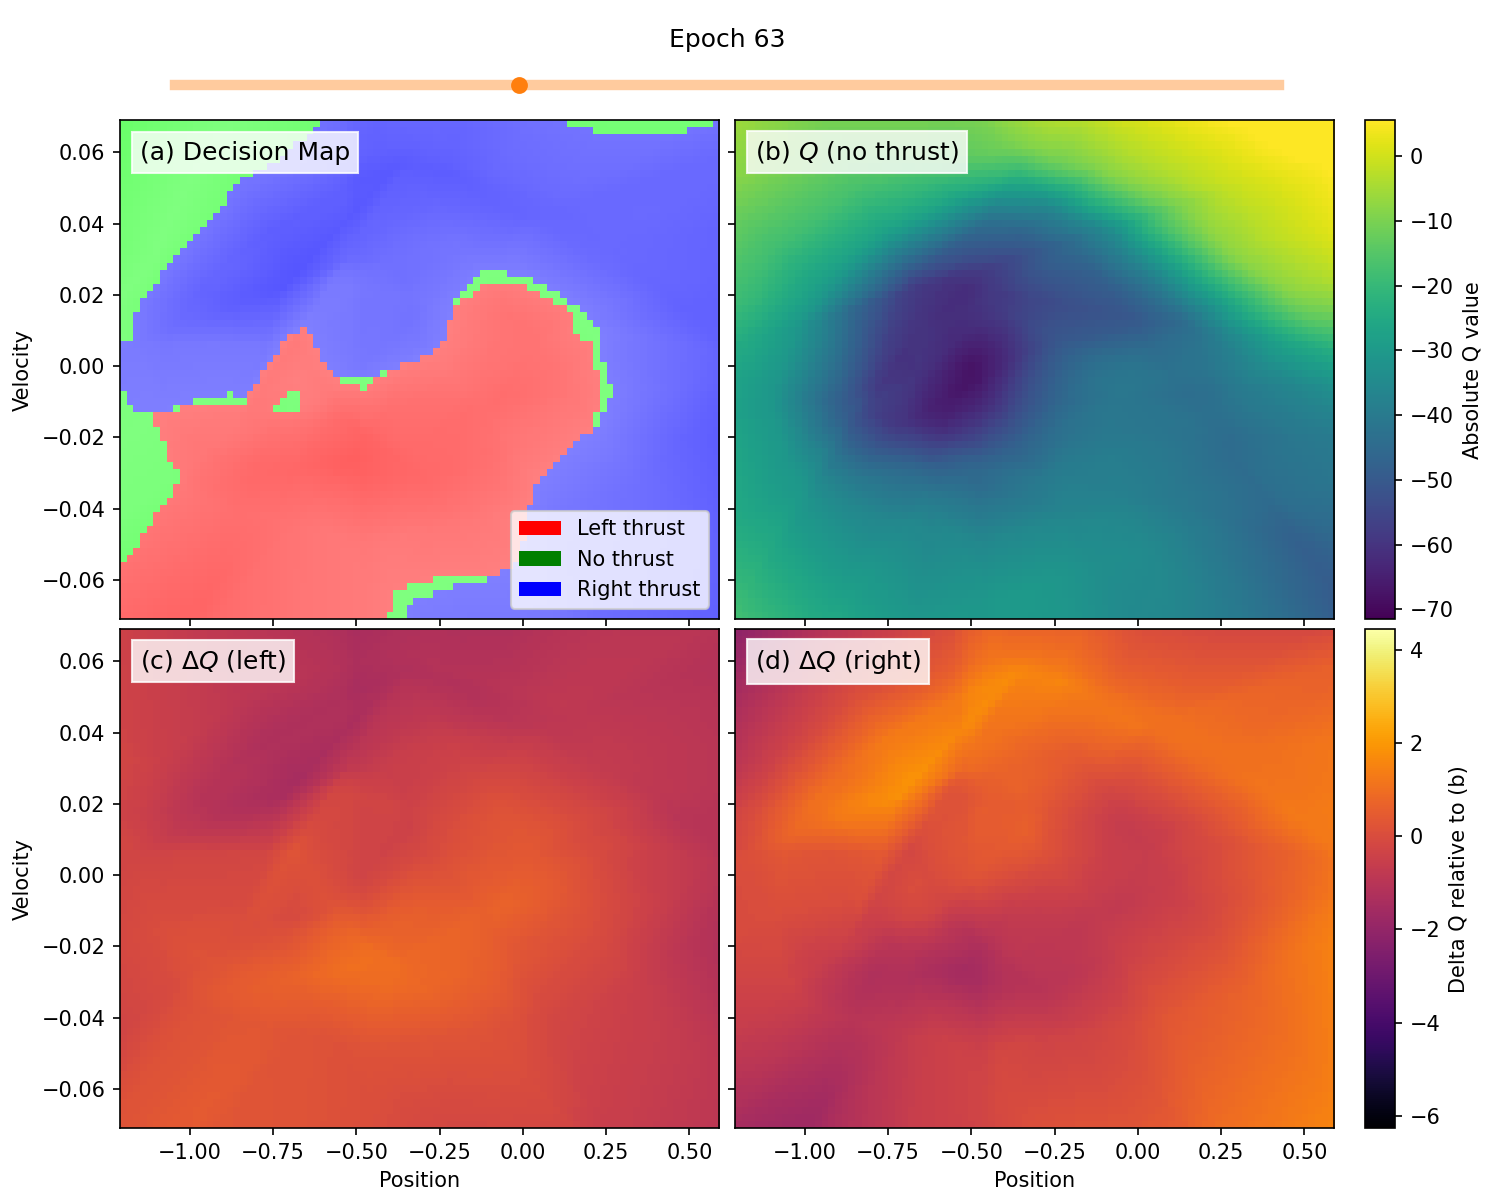 Epoch 63
(a) Decision Map
(b) Q (no thrust)
0.06
0.04
0.02
0.00
−0.02
−0.04
−0.06
Velocity
Left thrust
No thrust
Right thrust
0
−10
−20
−30
−40
−50
−60
−70
Absolute Q value
(c) ΔQ (left)
(d) ΔQ (right)
0.06
0.04
0.02
0.00
−0.02
−0.04
−0.06
Velocity
4
2
0
−2
−4
−6
Delta Q relative to (b)
−1.00 −0.75 −0.50 −0.25 0.00 0.25 0.50
Position
−1.00 −0.75 −0.50 −0.25 0.00 0.25 0.50
Position